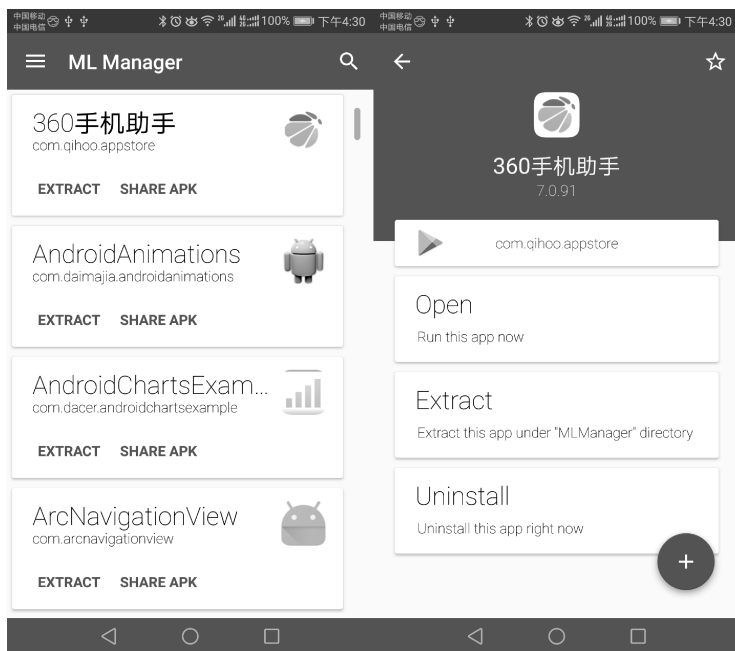 中国移动
中国电信
100%
下午4:30
ML Manager
360手机助手
com.qihoo.appstore
EXTRACT SHARE APK
AndroidAnimations
com.daimajia.androidanimations
EXTRACT SHARE APK
AndroidChartsExam...
com.dacer.androidchartsexample
EXTRACT SHARE APK
ArcNavigationView
com.arcnavigationview
EXTRACT SHARE APK
中国移动
中国电信
100%
下午4:30
360手机助手
7.0.91
com.qihoo.appstore
Open
Run this app now
Extract
Extract this app under "MLManager" directory
Uninstall
Uninstall this app right now
+